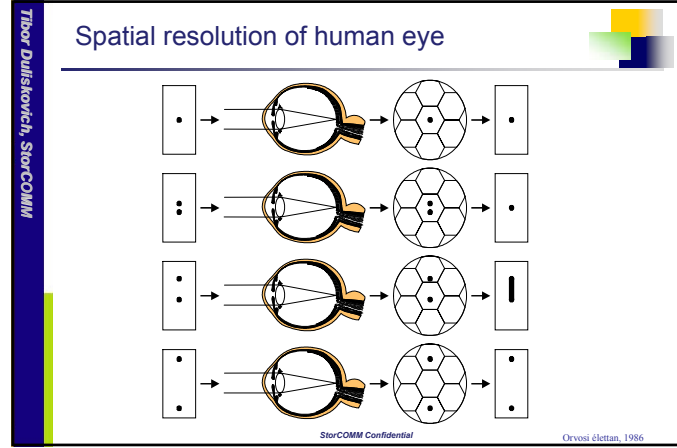 Tibor Duliskovich, StorCOMM
Spatial resolution of human eye
StorCOMM Confidential
Orvosi élettan, 1986